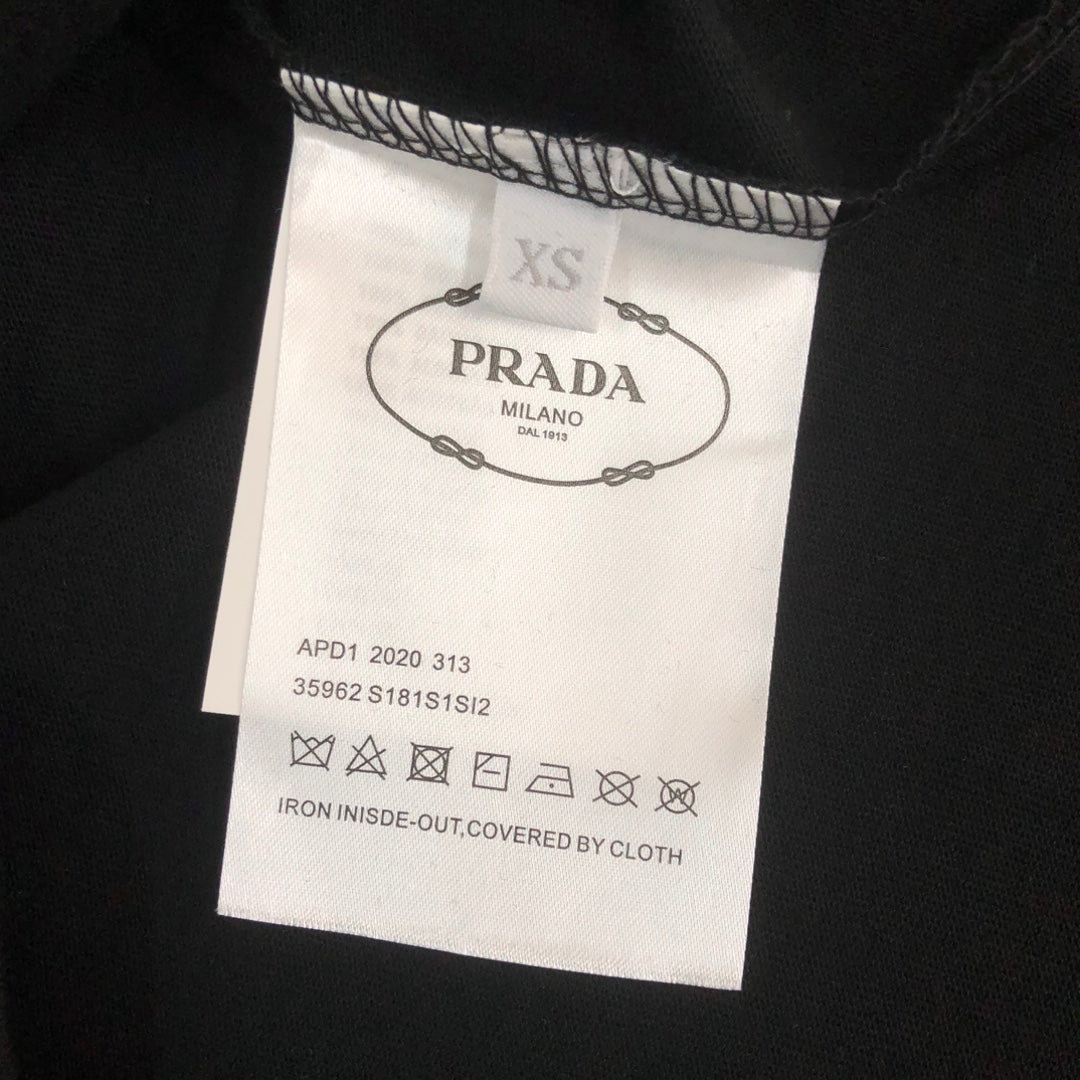 XS
PRADA
MILANO
DAL 1913
APD1 2020 313
35962 S181S1SI2
W
IRON INISDE-OUT,COVERED BY CLOTH